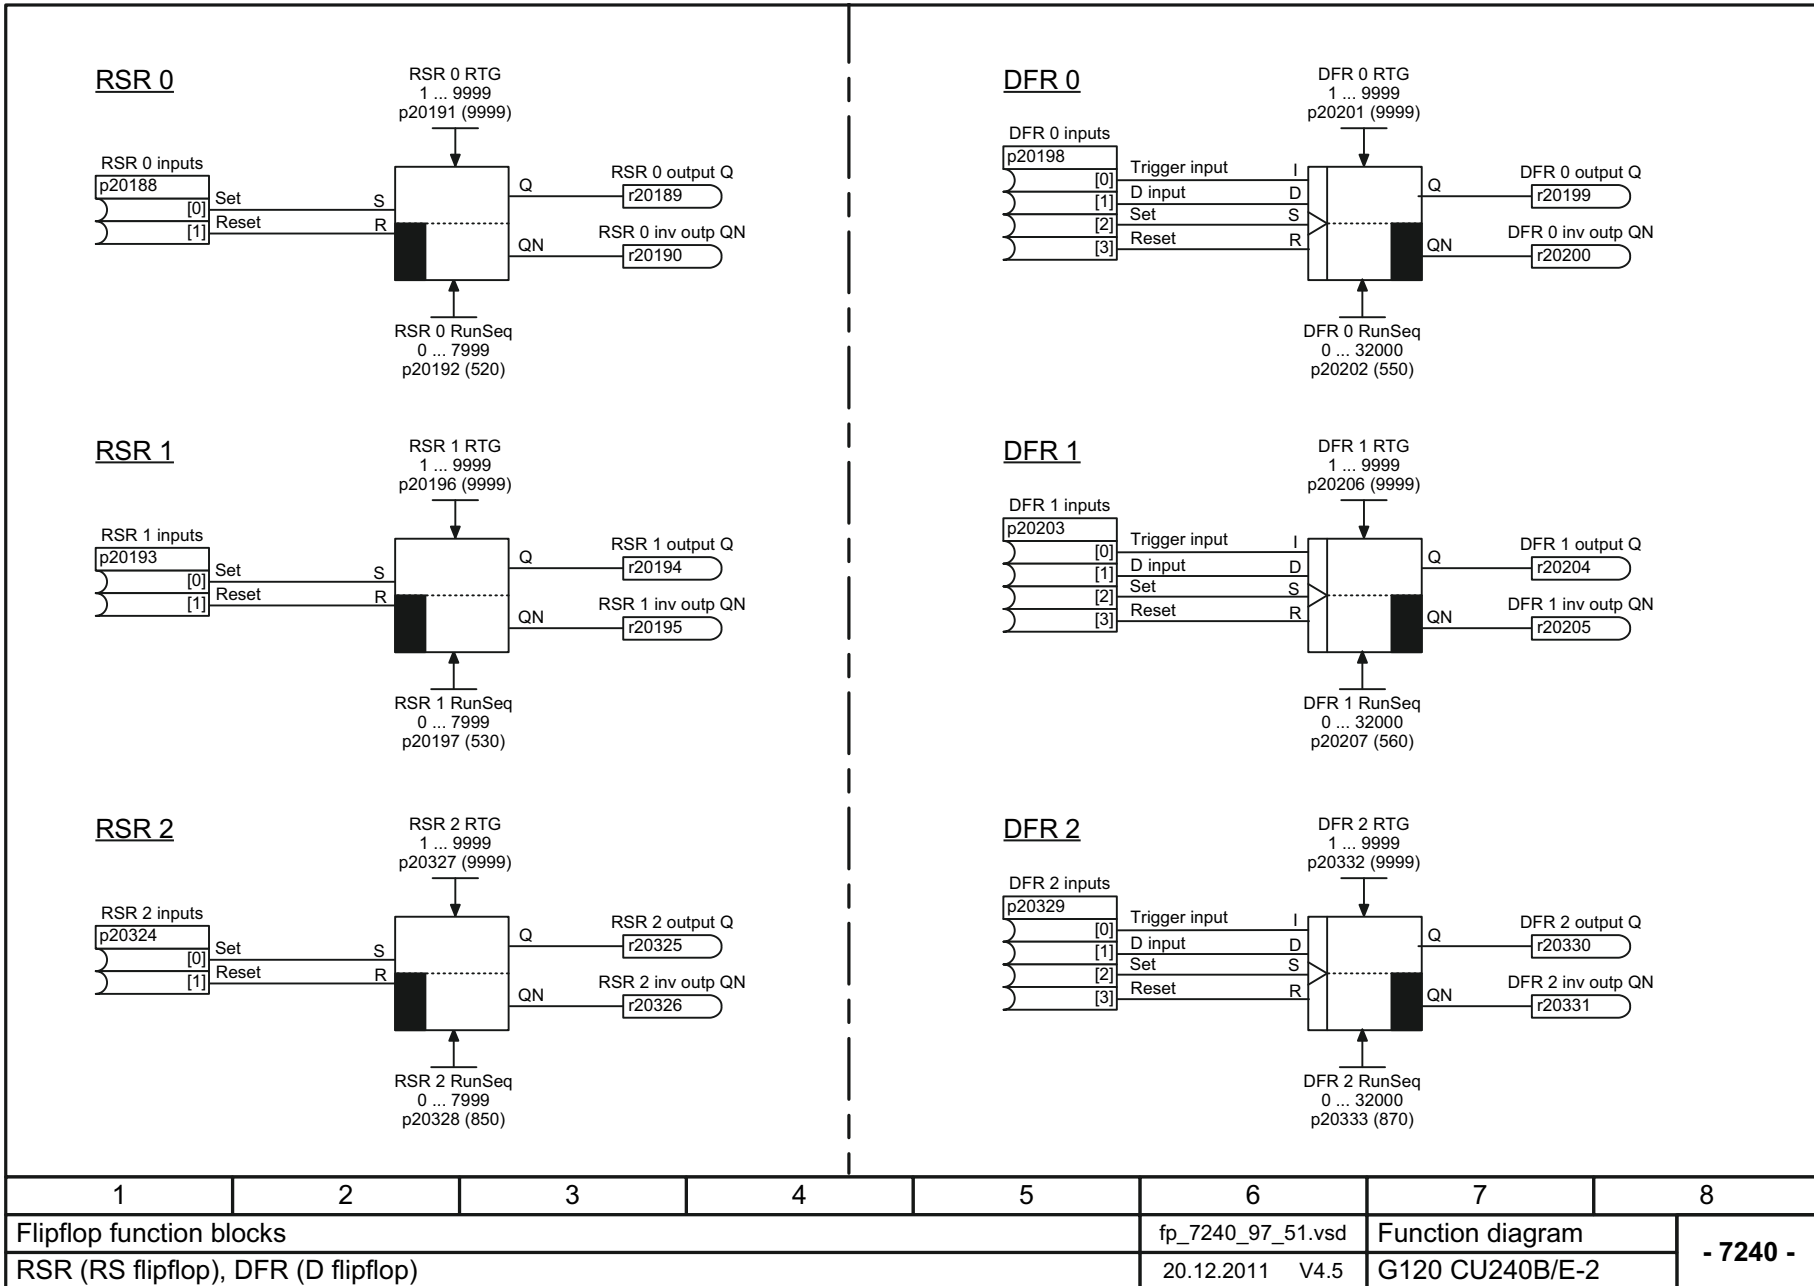 RSR 0
RSR 0 RTG
1 ... 9999
p20191 (9999)
RSR 0 inputs
p20188
[0]
[1]
Set
Reset
S
R
Q
QN
RSR 0 output Q
r20189
RSR 0 inv outp QN
r20190
RSR 0 RunSeq
0 ... 7999
p20192 (520)
RSR 1
RSR 1 RTG
1 ... 9999
p20196 (9999)
RSR 1 inputs
p20193
[0]
[1]
Set
Reset
S
R
Q
QN
RSR 1 output Q
r20194
RSR 1 inv outp QN
r20195
RSR 1 RunSeq
0 ... 7999
p20197 (530)
RSR 2
RSR 2 RTG
1 ... 9999
p20327 (9999)
RSR 2 inputs
p20324
[0]
[1]
Set
Reset
S
R
Q
QN
RSR 2 output Q
r20325
RSR 2 inv outp QN
r20326
RSR 2 RunSeq
0 ... 7999
p20328 (850)
DFR 0
DFR 0 RTG
1 ... 9999
p20201 (9999)
DFR 0 inputs
p20198
[0]
[1]
[2]
[3]
Trigger input
D input
Set
Reset
I
D
S
R
Q
QN
DFR 0 output Q
r20199
DFR 0 inv outp QN
r20200
DFR 0 RunSeq
0 ... 32000
p20202 (550)
DFR 1
DFR 1 RTG
1 ... 9999
p20206 (9999)
DFR 1 inputs
p20203
[0]
[1]
[2]
[3]
Trigger input
D input
Set
Reset
I
D
S
R
Q
QN
DFR 1 output Q
r20204
DFR 1 inv outp QN
r20205
DFR 1 RunSeq
0 ... 32000
p20207 (560)
DFR 2
DFR 2 RTG
1 ... 9999
p20332 (9999)
DFR 2 inputs
p20329
[0]
[1]
[2]
[3]
Trigger input
D input
Set
Reset
I
D
S
R
Q
QN
DFR 2 output Q
r20330
DFR 2 inv outp QN
r20331
DFR 2 RunSeq
0 ... 32000
p20333 (870)
1 2 3 4 5 6 7 8
Flipflop function blocks
RSR (RS flipflop), DFR (D flipflop)
fp_7240_97_51.vsd
20.12.2011 V4.5
Function diagram
G120 CU240B/E-2
- 7240 -